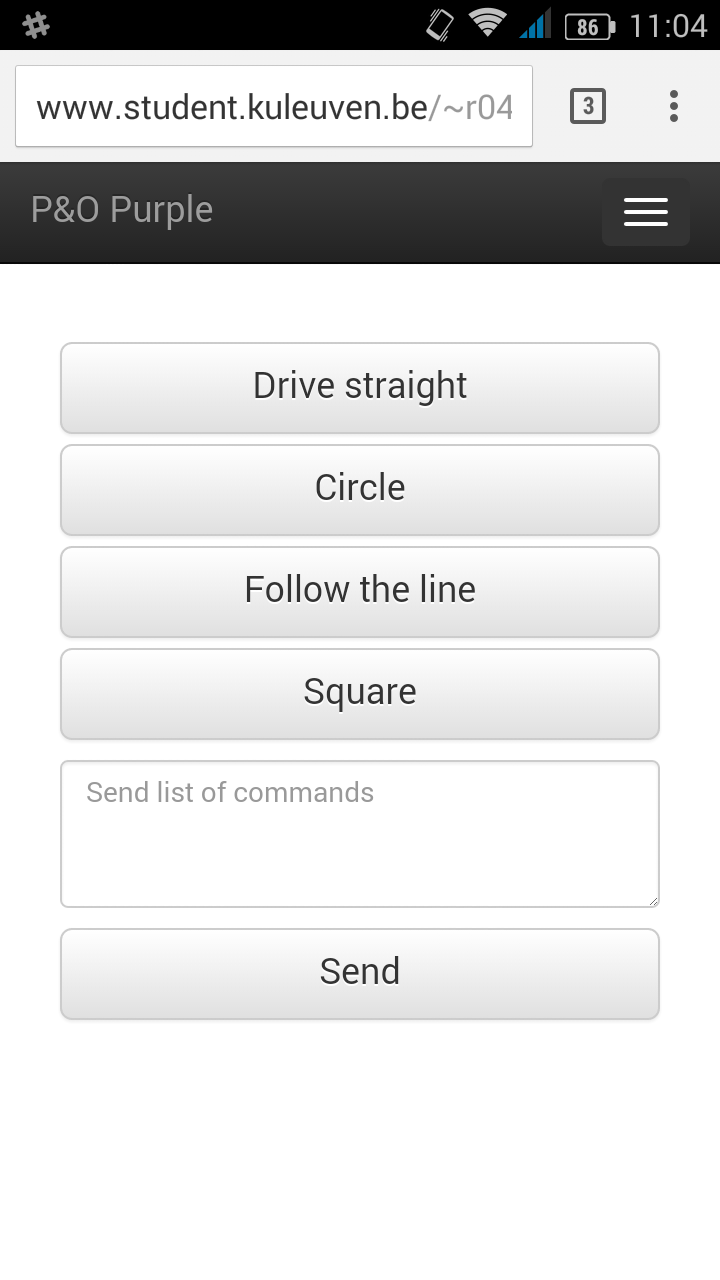 86 11:04
www.student.kuleuven.be/~r04
3
P&O Purple
Drive straight
Circle
Follow the line
Square
Send list of commands
Send